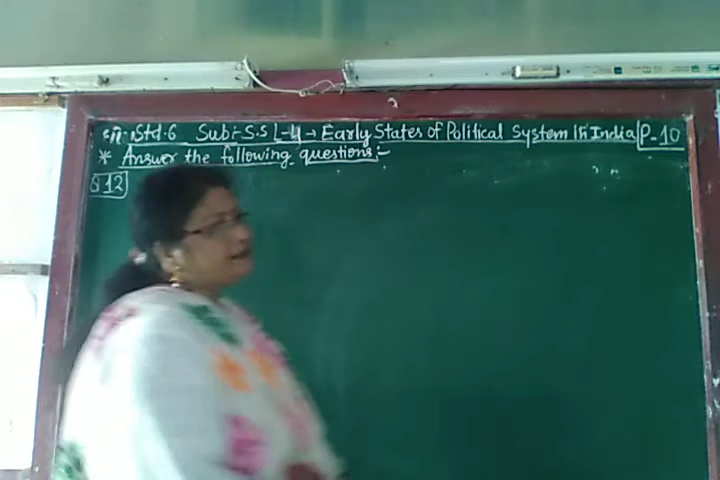 Std.6 Sub:-S.S L-4 → Early States of Political System In India P-10
* Answer the following questions:-
Q 12